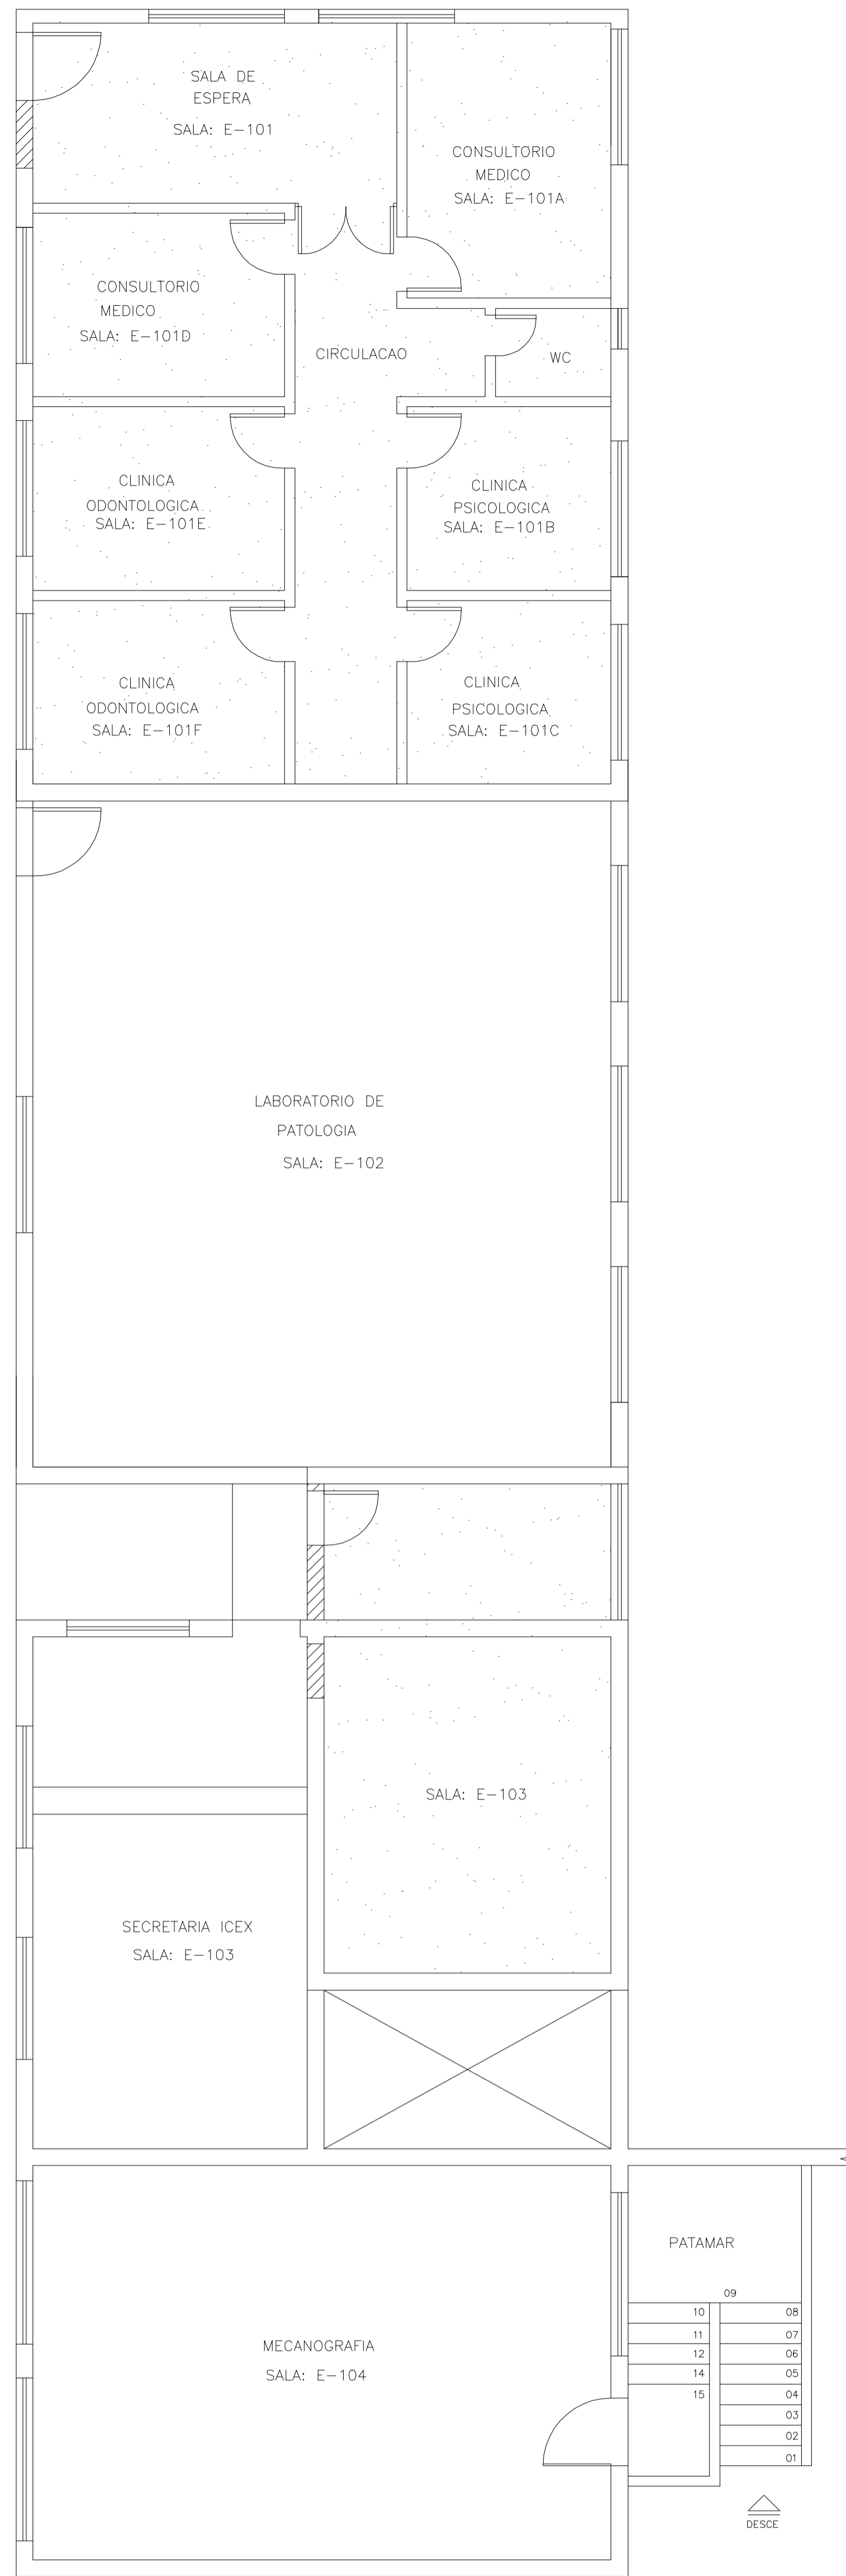 SALA DE
ESPERA
SALA: E-101
CONSULTORIO
MEDICO
SALA: E-101A
CONSULTORIO
MEDICO
SALA: E-101D
CIRCULACAO
WC
CLINICA
ODONTOLOGICA
SALA: E-101E
CLINICA
PSICOLOGICA
SALA: E-101B
CLINICA
ODONTOLOGICA
SALA: E-101F
CLINICA
PSICOLOGICA
SALA: E-101C
LABORATORIO DE
PATOLOGIA
SALA: E-102
SALA: E-103
SECRETARIA ICEX
SALA: E-103
PATAMAR
09
10
08
11
07
12
06
14
05
15
04
03
02
01
MECANOGRAFIA
SALA: E-104
DESCE